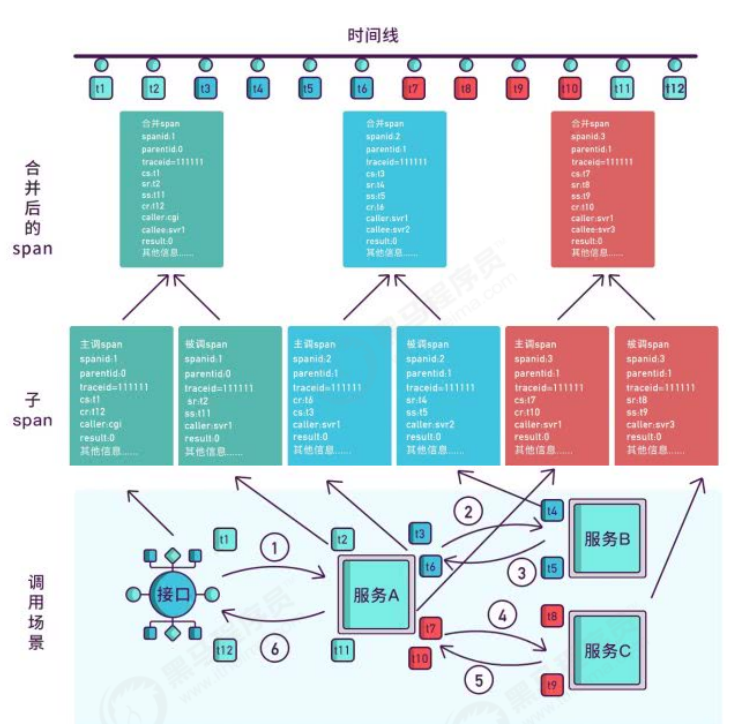 时间线
t1 t2 t3 t4 t5 t6 t7 t8 t9 t10 t11 t12
合并后的span
合并span
spanid:1
parentid:0
traceid=111111
cs:t1
sr:t2
ss:t11
cr:t12
caller:cgi
callee:svr1
result:0
其他信息......
合并span
spanid:2
parentid:1
traceid=111111
cs:t3
sr:t4
ss:t5
cr:t6
caller:svr1
callee:svr2
result:0
其他信息......
合并span
spanid:3
parentid:1
traceid=111111
cs:t7
sr:t8
ss:t9
cr:t10
caller:svr1
callee:svr3
result:0
其他信息......
子span
主调span
spanid:1
parentid:0
traceid=111111
cs:t1
cr:t12
caller:cgi
result:0
其他信息......
被调span
spanid:1
parentid:0
traceid=111111
sr:t2
ss:t11
caller:svr1
result:0
其他信息......
主调span
spanid:2
parentid:1
traceid=111111
cr:t6
cs:t3
caller:svr1
result:0
其他信息......
被调span
spanid:2
parentid:1
traceid=111111
sr:t4
ss:t5
caller:svr2
result:0
其他信息......
主调span
spanid:3
parentid:1
traceid=111111
cs:t7
cr:t10
caller:svr1
result:0
其他信息......
被调span
spanid:3
parentid:1
traceid=111111
sr:t8
ss:t9
caller:svr3
result:0
其他信息......
调用场景
t1
1
t2
t3
2
t4
接口
服务A
t6
3
t5
服务B
t12
6
t11
t7
4
t8
t10
5
t9
服务C
黑马程序员